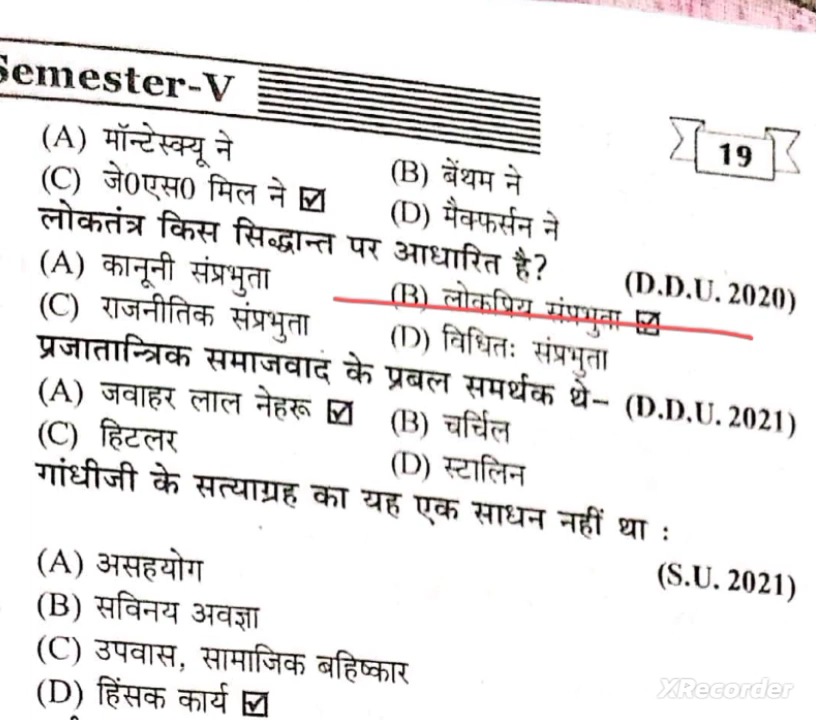 Semester-V
19
(A) मॉन्टेस्क्यू ने (B) बेंथम ने
(C) जे0एस0 मिल ने ☑ (D) मैक्फर्सन ने
लोकतंत्र किस सिद्धान्त पर आधारित है? (D.D.U. 2020)
(A) कानूनी संप्रभुता (B) लोकप्रिय संप्रभुता ☑
(C) राजनीतिक संप्रभुता (D) विधितः संप्रभुता
प्रजातान्त्रिक समाजवाद के प्रबल समर्थक थे– (D.D.U. 2021)
(A) जवाहर लाल नेहरू ☑ (B) चर्चिल
(C) हिटलर (D) स्टालिन
गांधीजी के सत्याग्रह का यह एक साधन नहीं था :
(S.U. 2021)
(A) असहयोग
(B) सविनय अवज्ञा
(C) उपवास, सामाजिक बहिष्कार
(D) हिंसक कार्य ☑
XRecorder